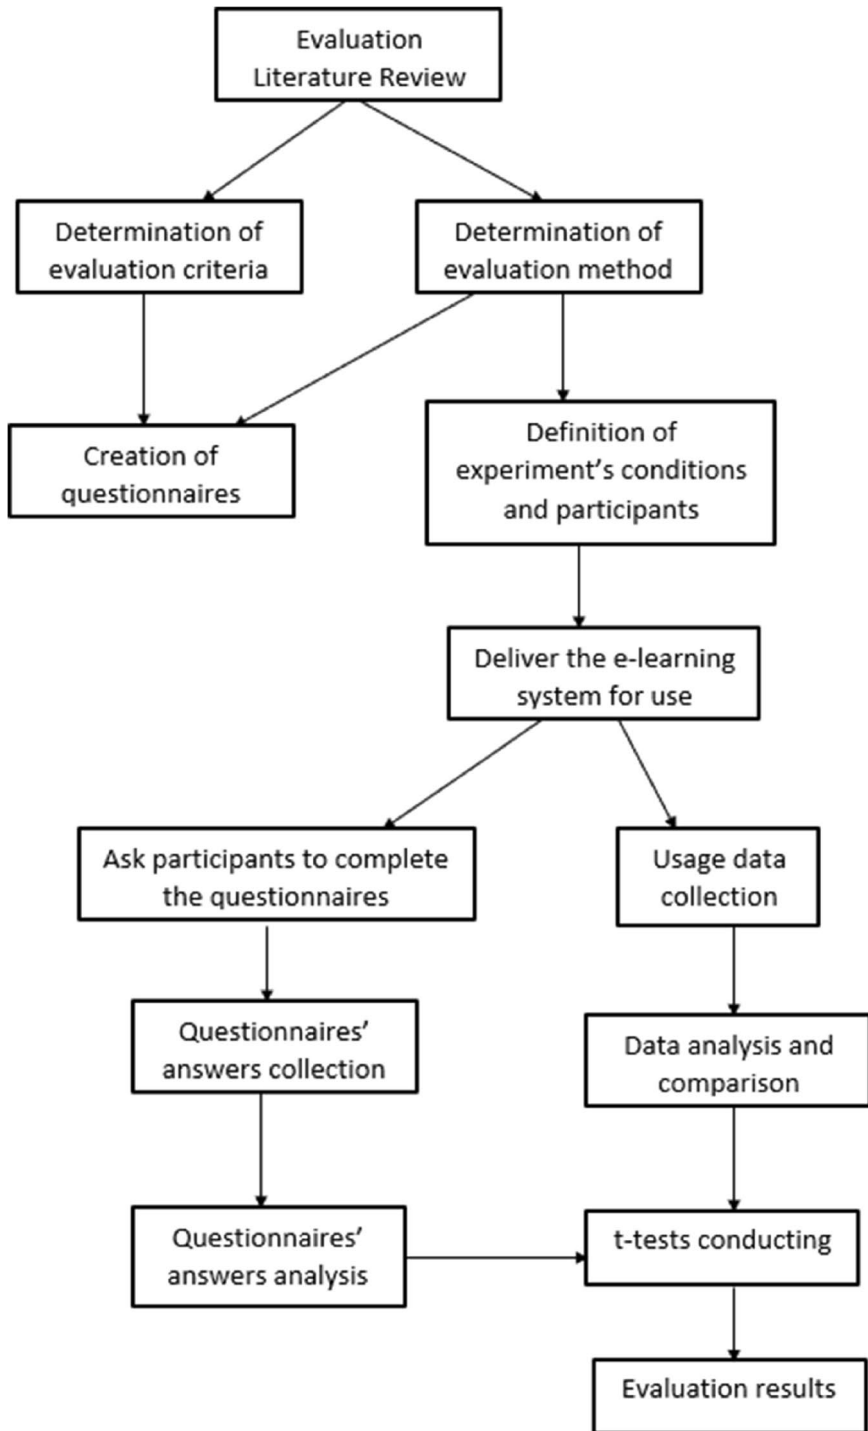 Evaluation
Literature Review
Determination of
evaluation criteria
Determination of
evaluation method
Creation of
questionnaires
Definition of
experiment’s conditions
and participants
Deliver the e-learning
system for use
Ask participants to complete
the questionnaires
Usage data
collection
Questionnaires’
answers collection
Data analysis and
comparison
Questionnaires’
answers analysis
t-tests conducting
Evaluation results